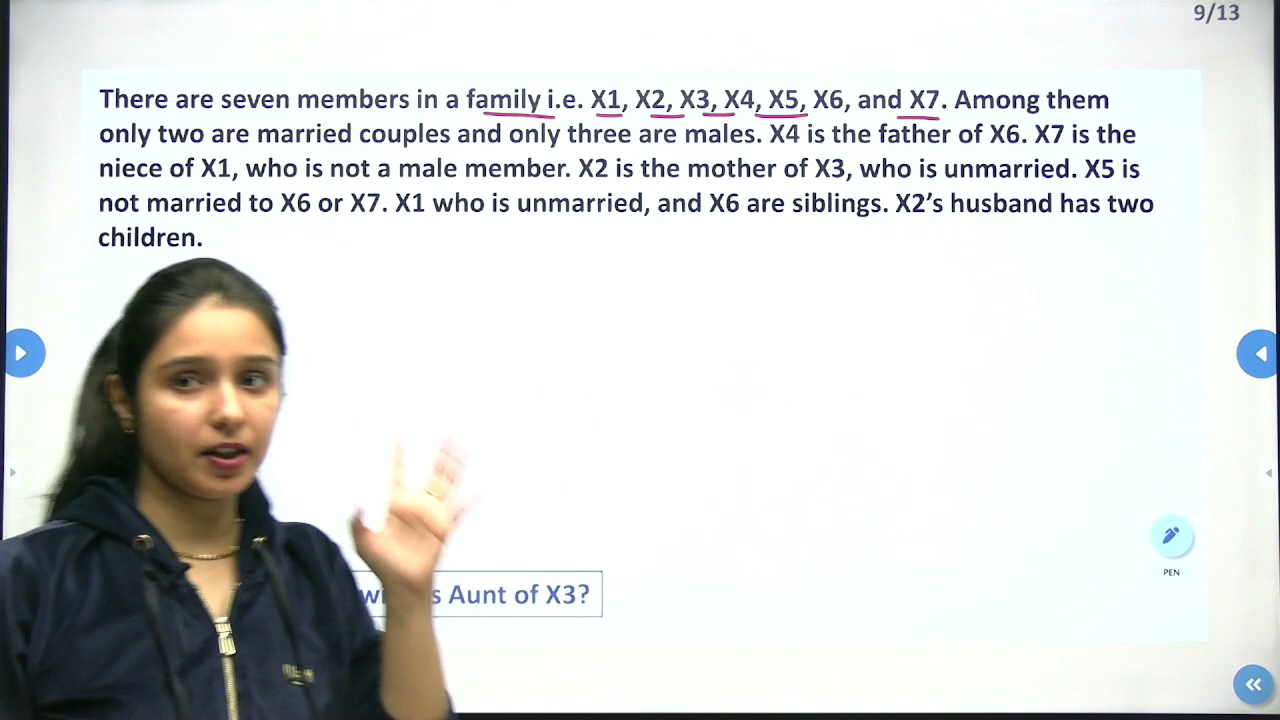 9/13
There are seven members in a family i.e. X1, X2, X3, X4, X5, X6, and X7. Among them
only two are married couples and only three are males. X4 is the father of X6. X7 is the
niece of X1, who is not a male member. X2 is the mother of X3, who is unmarried. X5 is
not married to X6 or X7. X1 who is unmarried, and X6 are siblings. X2’s husband has two
children.
PEN
Aunt of X3?